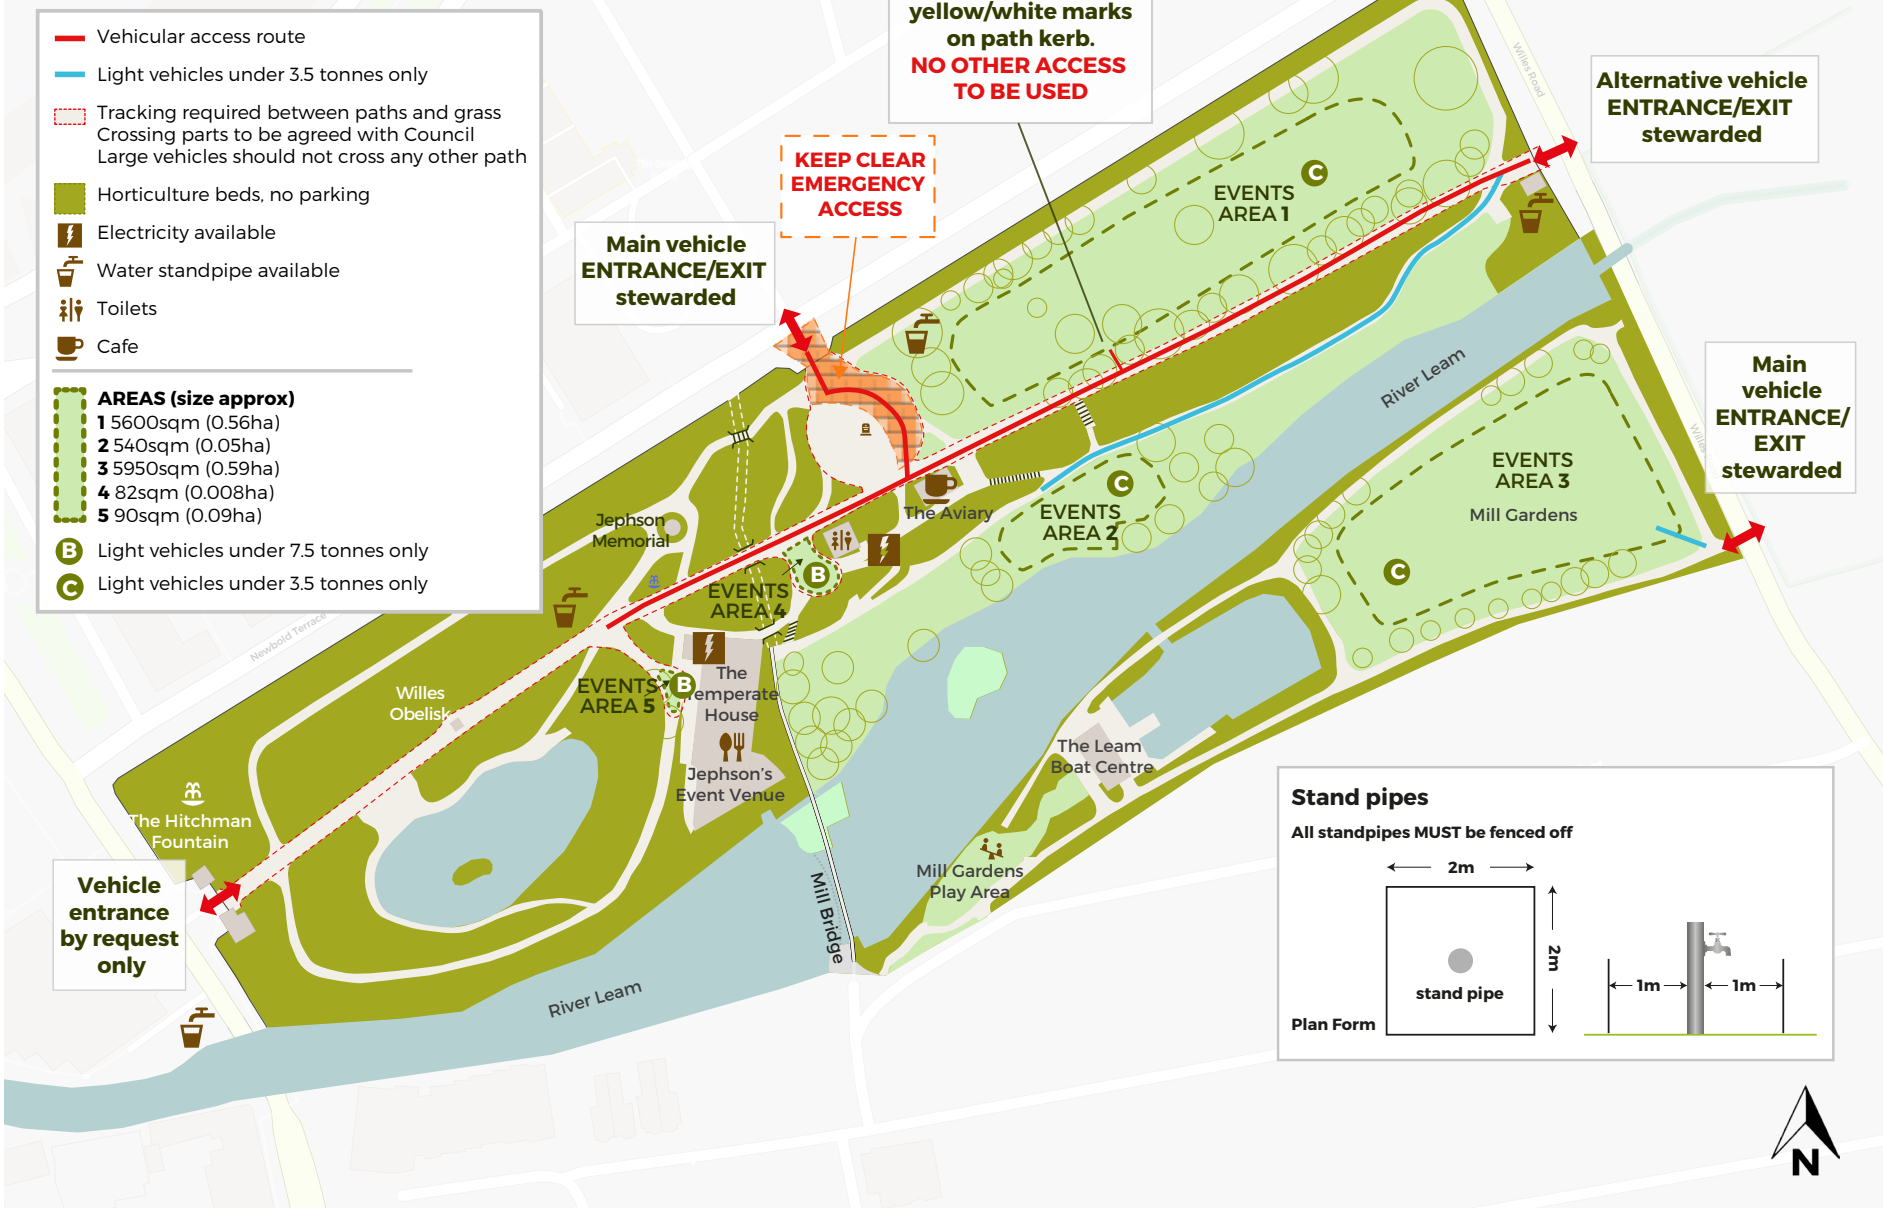 Vehicular access route
Light vehicles under 3.5 tonnes only
Tracking required between paths and grass
Crossing parts to be agreed with Council
Large vehicles should not cross any other path
Horticulture beds, no parking
Electricity available
Water standpipe available
Toilets
Cafe
AREAS (size approx)
1 5600sqm (0.56ha)
2 540sqm (0.05ha)
3 5950sqm (0.59ha)
4 82sqm (0.008ha)
5 90sqm (0.09ha)
B Light vehicles under 7.5 tonnes only
C Light vehicles under 3.5 tonnes only
yellow/white marks
on path kerb.
NO OTHER ACCESS
TO BE USED
KEEP CLEAR
EMERGENCY
ACCESS
Main vehicle
ENTRANCE/EXIT
stewarded
Alternative vehicle
ENTRANCE/EXIT
stewarded
Willes Road
C
EVENTS
AREA 1
River Leam
Main
vehicle
ENTRANCE/
EXIT
stewarded
EVENTS
AREA 3
Mill Gardens
C
C
EVENTS
AREA 2
The Aviary
Jephson
Memorial
B
EVENTS
AREA 4
Newbold Terrace
EVENTS
AREA 5
B
The
Temperate
House
Jephson's
Event Venue
Willes
Obelisk
The Hitchman
Fountain
Vehicle
entrance
by request
only
The Leam
Boat Centre
Mill Gardens
Play Area
Mill Bridge
River Leam
Stand pipes
All standpipes MUST be fenced off
2m
2m
stand pipe
Plan Form
1m
1m
N